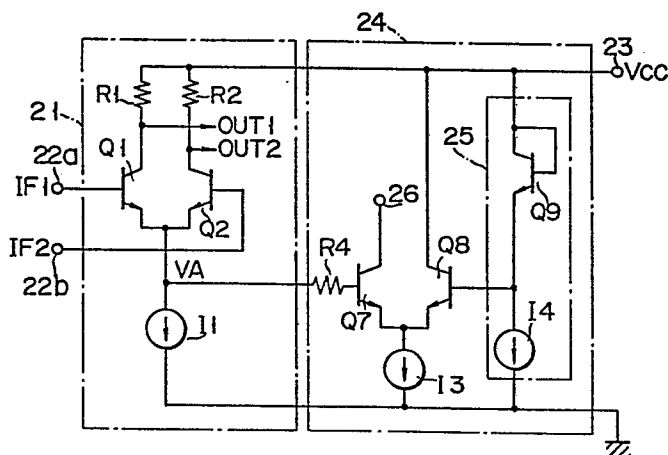 24
23
VCC
R1
R2
21
OUT1
OUT2
25
22a
Q1
IF1
Q9
26
IF2
Q2
R4
Q8
22b
VA
Q7
I4
I1
I3